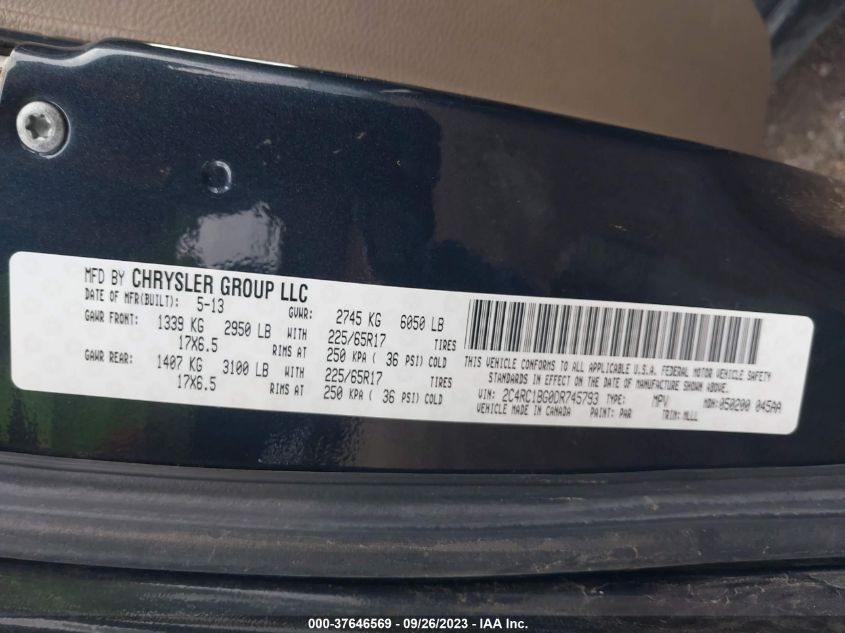 MFD BY CHRYSLER GROUP LLC
DATE OF MFR(BUILT): 5-13 GVWR: 2745 KG 6050 LB
GAWR FRONT: 1339 KG 2950 LB WITH 225/65R17 TIRES
17X6.5 RIMS AT 250 KPA ( 36 PSI) COLD
GAWR REAR: 1407 KG 3100 LB WITH 225/65R17 TIRES
17X6.5 RIMS AT 250 KPA ( 36 PSI) COLD
THIS VEHICLE CONFORMS TO ALL APPLICABLE U.S.A. FEDERAL MOTOR VEHICLE SAFETY
STANDARDS IN EFFECT ON THE DATE OF MANUFACTURE SHOWN ABOVE.
VIN: 2C4RC1BG0DR745793 TYPE: MPV MDH: 050200 045AA
VEHICLE MADE IN CANADA PAINT: PAR TRIM: MLLL
000-37646569 - 09/26/2023 - IAA Inc.